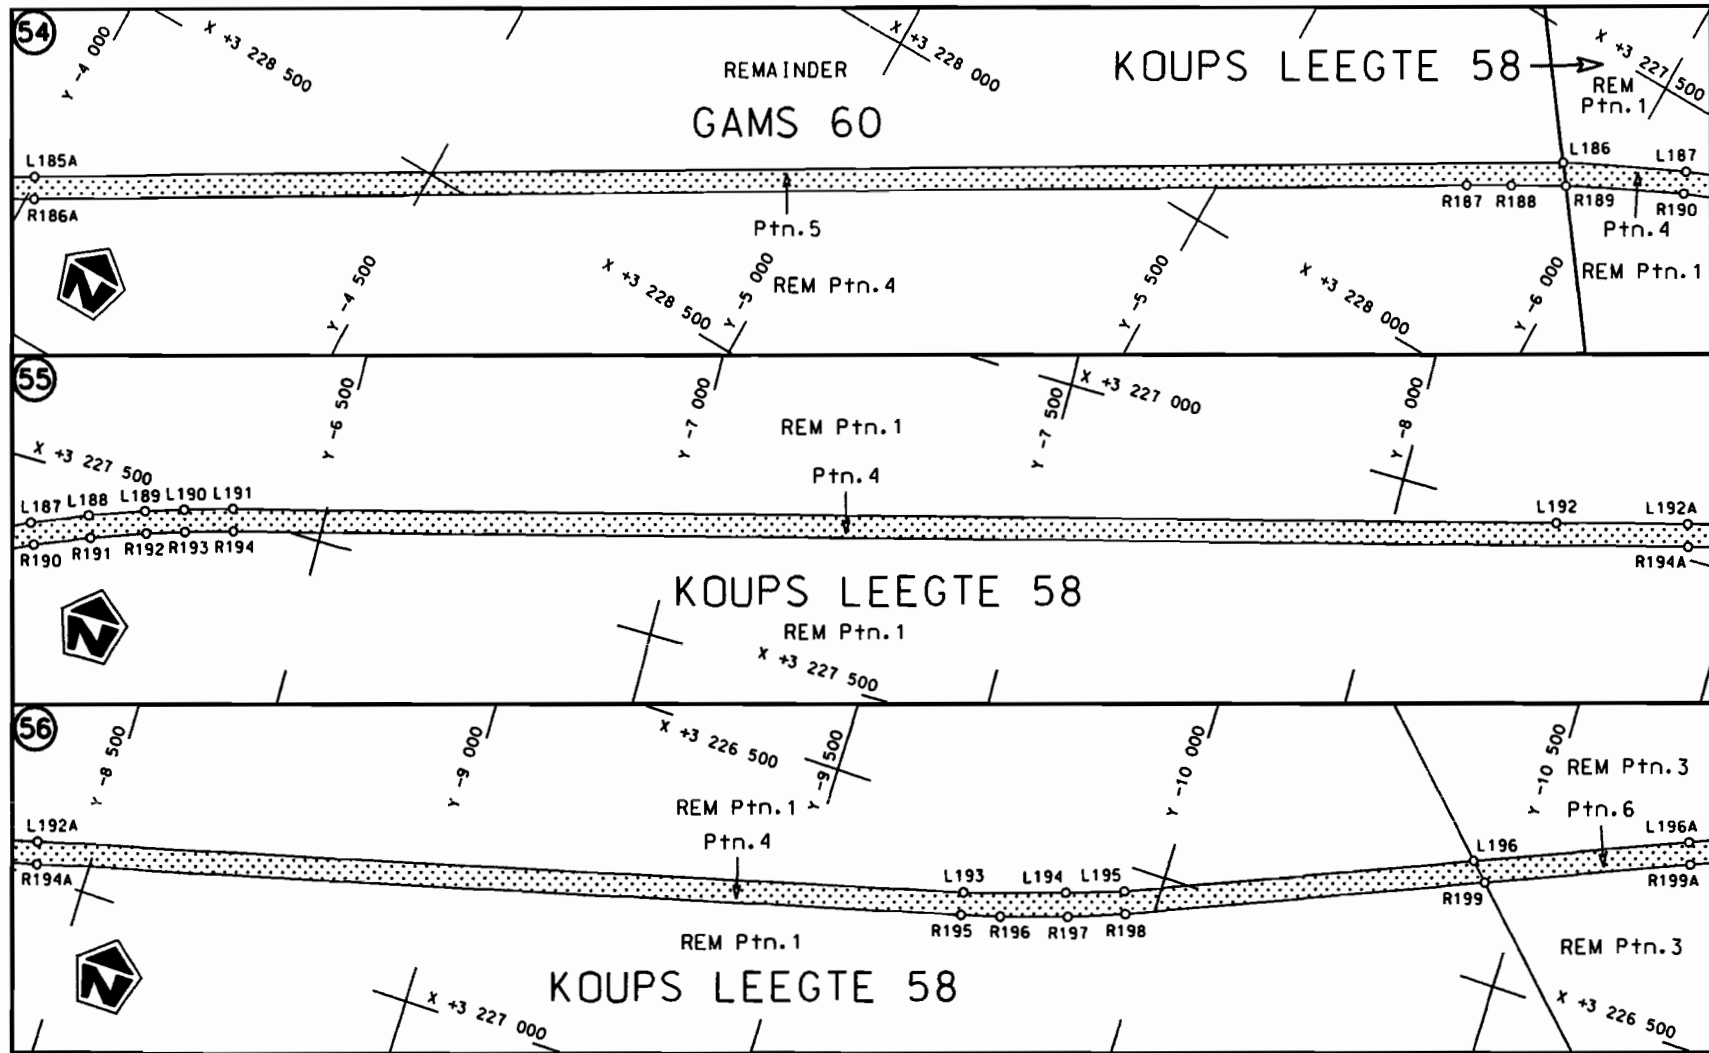 54
Y -4 000
X +3 228 500
REMAINDER
GAMS 60
X +3 228 000
KOUPS LEEGTE 58
X +3 227 500
REM
Ptn.1
L185A
L186
L187
R186A
R187
R188
R189
R190
Ptn.5
Ptn.4
REM Ptn.4
REM Ptn.1
Y -4 500
X +3 228 500
Y -5 000
Y -5 500
X +3 228 000
Y -6 000
N
55
Y -6 500
Y -7 000
X +3 227 000
Y -7 500
Y -8 000
REM Ptn.1
Ptn.4
X +3 227 500
L187
L188
L189
L190
L191
L192
L192A
R190
R191
R192
R193
R194
R194A
KOUPS LEEGTE 58
REM Ptn.1
X +3 227 500
N
56
Y -8 500
Y -9 000
X +3 226 500
Y -9 500
Y -10 000
Y -10 500
REM Ptn.1
Ptn.4
REM Ptn.3
Ptn.6
L192A
L193
L194
L195
L196
L196A
R194A
R195
R196
R197
R198
R199
R199A
REM Ptn.1
REM Ptn.3
KOUPS LEEGTE 58
X +3 227 000
X +3 226 500
N